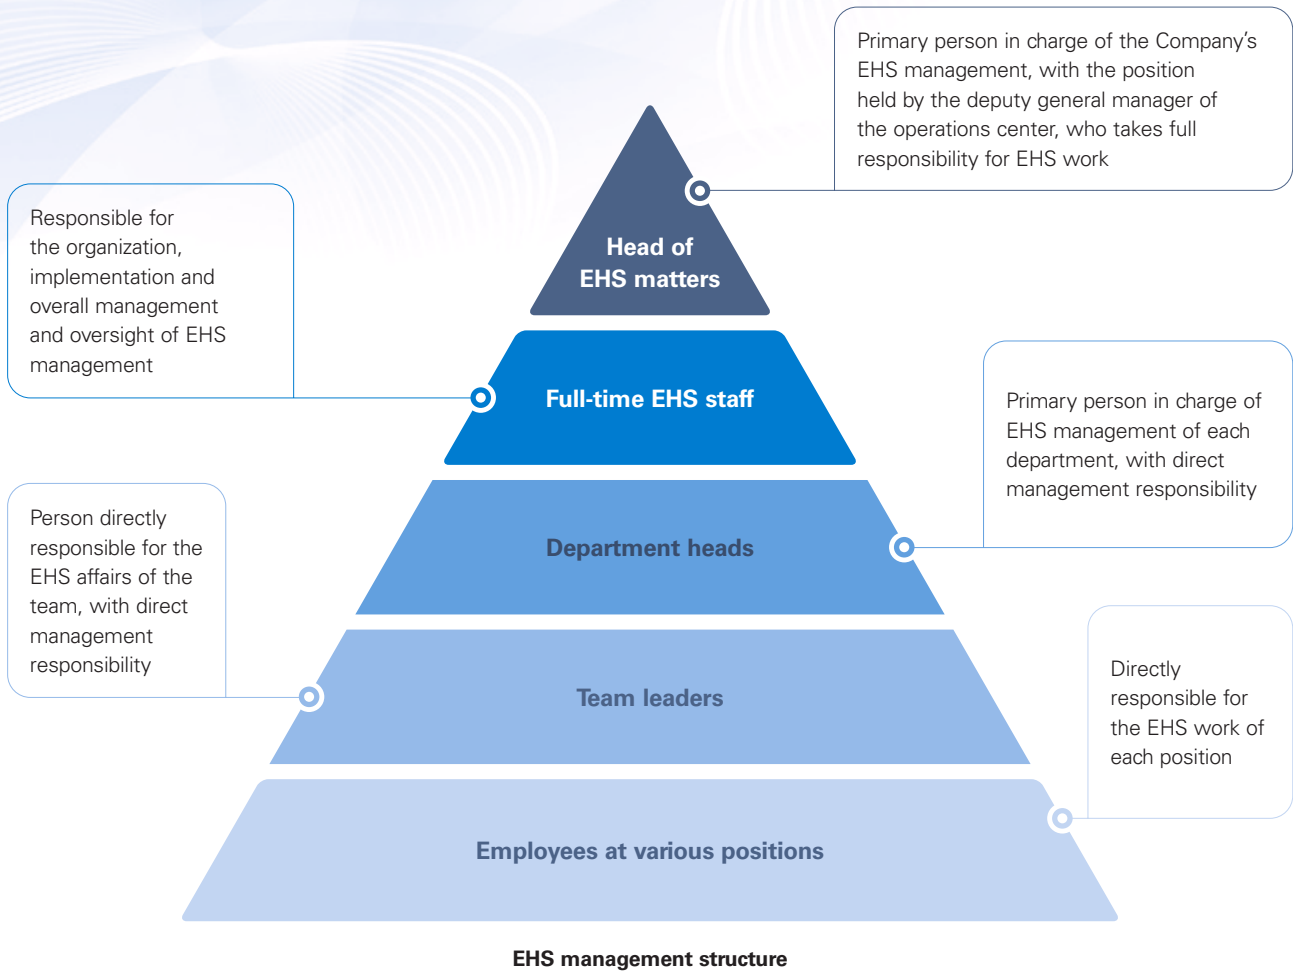 Primary person in charge of the Company’s
EHS management, with the position
held by the deputy general manager of
the operations center, who takes full
responsibility for EHS work
Head of
EHS matters
Responsible for
the organization,
implementation and
overall management
and oversight of EHS
management
Full-time EHS staff
Primary person in charge of
EHS management of each
department, with direct
management responsibility
Department heads
Person directly
responsible for the
EHS affairs of the
team, with direct
management
responsibility
Team leaders
Directly
responsible for
the EHS work of
each position
Employees at various positions
EHS management structure